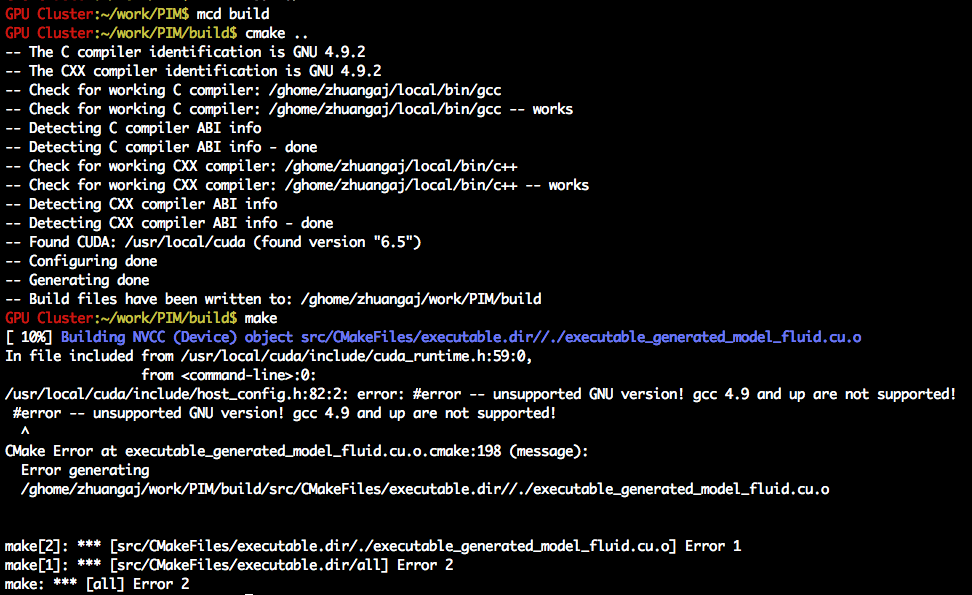 GPU Cluster:~/work/PIM$ mcd build
GPU Cluster:~/work/PIM/build$ cmake ..
-- The C compiler identification is GNU 4.9.2
-- The CXX compiler identification is GNU 4.9.2
-- Check for working C compiler: /ghome/zhuangaj/local/bin/gcc
-- Check for working C compiler: /ghome/zhuangaj/local/bin/gcc -- works
-- Detecting C compiler ABI info
-- Detecting C compiler ABI info - done
-- Check for working CXX compiler: /ghome/zhuangaj/local/bin/c++
-- Check for working CXX compiler: /ghome/zhuangaj/local/bin/c++ -- works
-- Detecting CXX compiler ABI info
-- Detecting CXX compiler ABI info - done
-- Found CUDA: /usr/local/cuda (found version "6.5")
-- Configuring done
-- Generating done
-- Build files have been written to: /ghome/zhuangaj/work/PIM/build
GPU Cluster:~/work/PIM/build$ make
[ 10%] Building NVCC (Device) object src/CMakeFiles/executable.dir//./executable_generated_model_fluid.cu.o
In file included from /usr/local/cuda/include/cuda_runtime.h:59:0,
                 from <command-line>:0:
/usr/local/cuda/include/host_config.h:82:2: error: #error -- unsupported GNU version! gcc 4.9 and up are not supported!
 #error -- unsupported GNU version! gcc 4.9 and up are not supported!
  ^
CMake Error at executable_generated_model_fluid.cu.o.cmake:198 (message):
  Error generating
  /ghome/zhuangaj/work/PIM/build/src/CMakeFiles/executable.dir//./executable_generated_model_fluid.cu.o
make[2]: *** [src/CMakeFiles/executable.dir/./executable_generated_model_fluid.cu.o] Error 1
make[1]: *** [src/CMakeFiles/executable.dir/all] Error 2
make: *** [all] Error 2